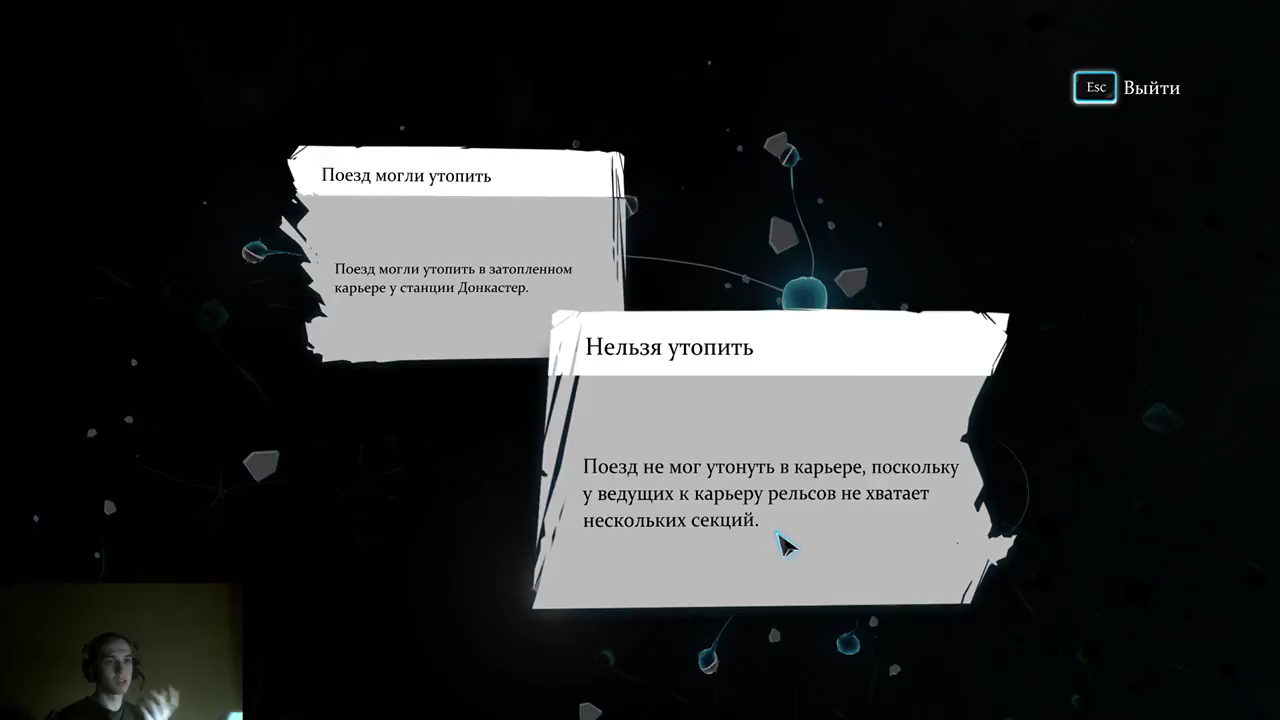 Esc Выйти
Поезд могли утопить
Поезд могли утопить в затопленном
карьере у станции Донкастер.
Нельзя утопить
Поезд не мог утонуть в карьере, поскольку
у ведущих к карьеру рельсов не хватает
нескольких секций.